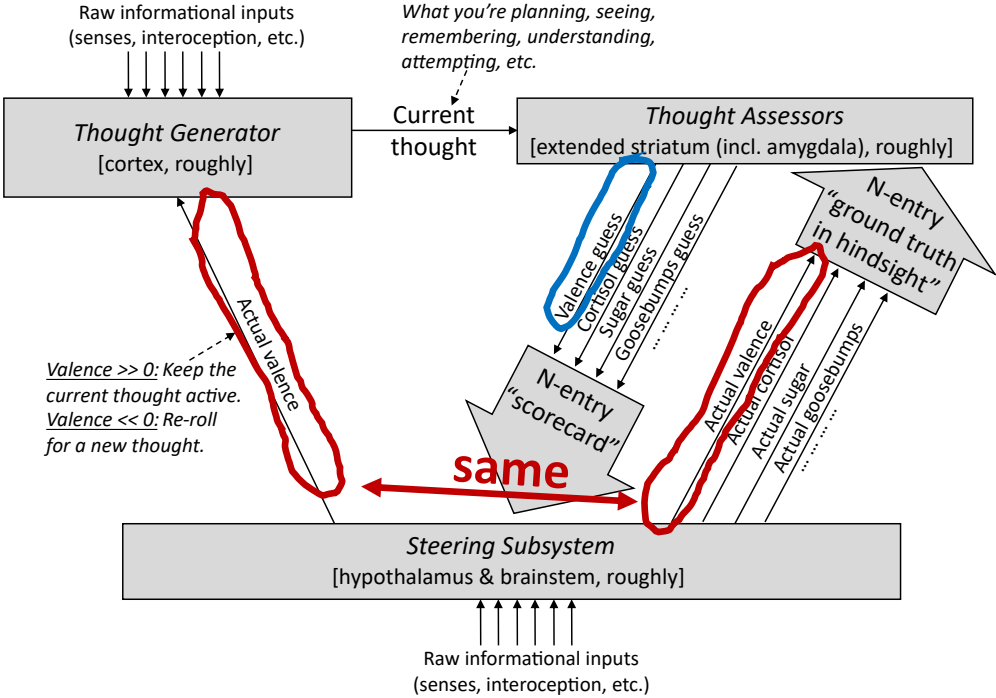 Raw informational inputs
(senses, interoception, etc.)
What you’re planning, seeing,
remembering, understanding,
attempting, etc.
Thought Generator
[cortex, roughly]
Current
thought
Thought Assessors
[extended striatum (incl. amygdala), roughly]
Valence guess
Cortisol guess
Sugar guess
Goosebumps guess
... ... ...
N-entry
“ground truth
in hindsight”
Actual valence
Valence >> 0: Keep the
current thought active.
Valence << 0: Re-roll
for a new thought.
N-entry
“scorecard”
Actual valence
Actual cortisol
Actual sugar
Actual goosebumps
... ... ...
same
Steering Subsystem
[hypothalamus & brainstem, roughly]
Raw informational inputs
(senses, interoception, etc.)